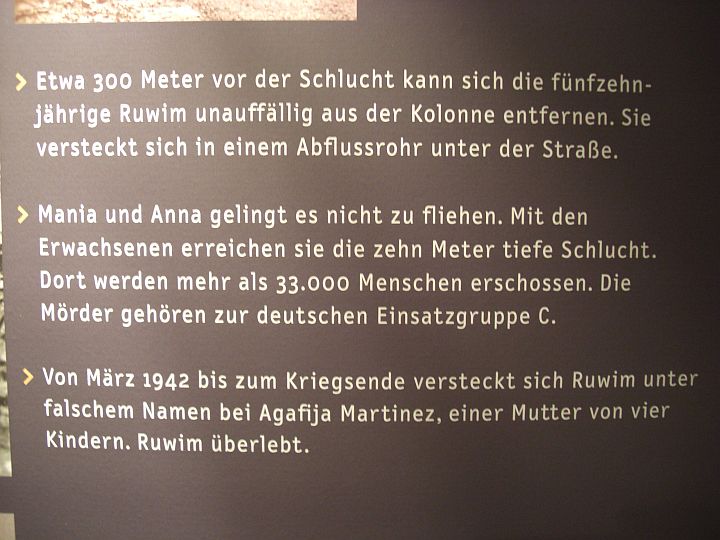 Etwa 300 Meter vor der Schlucht kann sich die fünfzehn-
jährige Ruwim unauffällig aus der Kolonne entfernen. Sie
versteckt sich in einem Abflussrohr unter der Straße.
Mania und Anna gelingt es nicht zu fliehen. Mit den
Erwachsenen erreichen sie die zehn Meter tiefe Schlucht.
Dort werden mehr als 33.000 Menschen erschossen. Die
Mörder gehören zur deutschen Einsatzgruppe C.
Von März 1942 bis zum Kriegsende versteckt sich Ruwim unter
falschem Namen bei Agafija Martinez, einer Mutter von vier
Kindern. Ruwim überlebt.